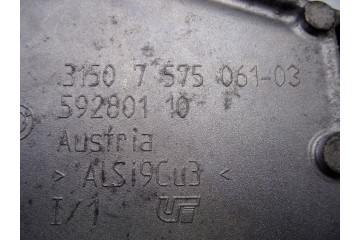 3150 7 575 061-03
592801 10
Austria
> ALSi9Cu3 <
I/1